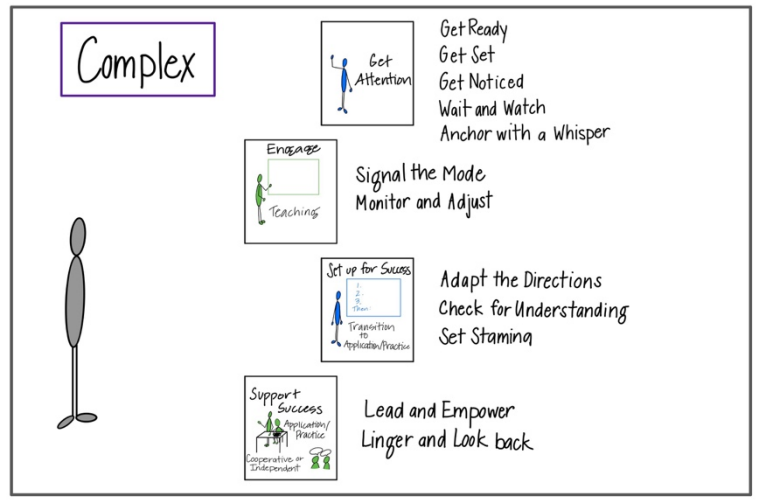 Complex
Get
Attention
Get Ready
Get Set
Get Noticed
Wait and Watch
Anchor with a Whisper
Engage
Teaching
Signal the Mode
Monitor and Adjust
Set up for Success
1.
2.
3.
Then:
Transition
to
Application/Practice
Adapt the Directions
Check for Understanding
Set Stamina
Support
Success
Application/
Practice
Cooperative or
Independent
Lead and Empower
Linger and Look back